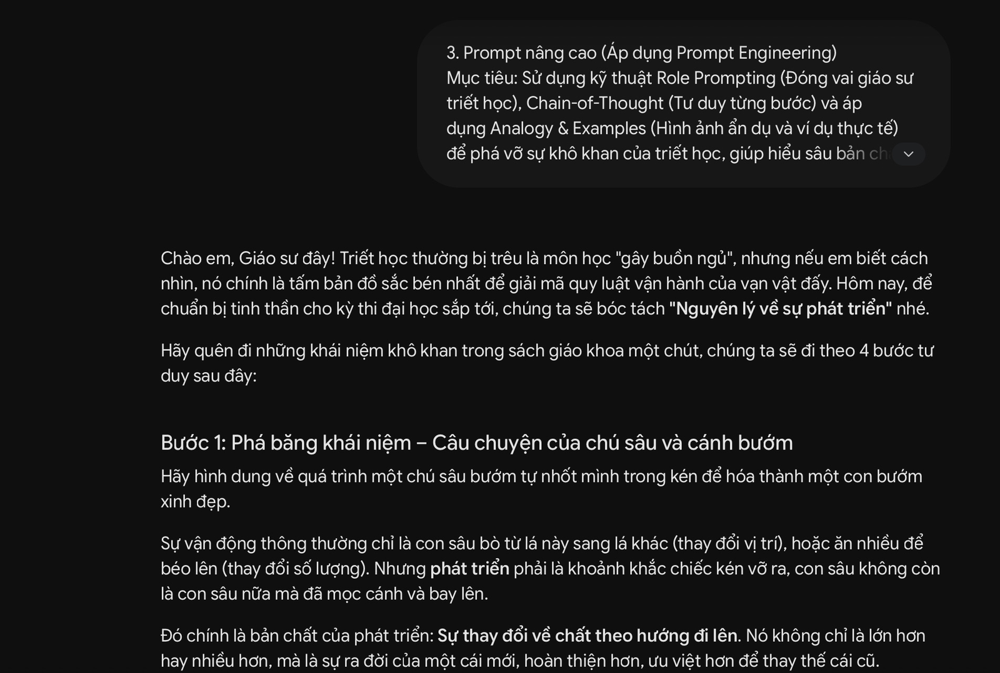 3. Prompt nâng cao (Áp dụng Prompt Engineering)
Mục tiêu: Sử dụng kỹ thuật Role Prompting (Đóng vai giáo sư
triết học), Chain-of-Thought (Tư duy từng bước) và áp
dụng Analogy & Examples (Hình ảnh ẩn dụ và ví dụ thực tế)
để phá vỡ sự khô khan của triết học, giúp hiểu sâu bản
Chào em, Giáo sư đây! Triết học thường bị trêu là môn học "gây buồn ngủ", nhưng nếu em biết cách
nhìn, nó chính là tấm bản đồ sắc bén nhất để giải mã quy luật vận hành của vạn vật đấy. Hôm nay, để
chuẩn bị tinh thần cho kỳ thi đại học sắp tới, chúng ta sẽ bóc tách "Nguyên lý về sự phát triển" nhé.
Hãy quên đi những khái niệm khô khan trong sách giáo khoa một chút, chúng ta sẽ đi theo 4 bước tư
duy sau đây:
Bước 1: Phá băng khái niệm – Câu chuyện của chú sâu và cánh bướm
Hãy hình dung về quá trình một chú sâu bướm tự nhốt mình trong kén để hóa thành một con bướm
xinh đẹp.
Sự vận động thông thường chỉ là con sâu bò từ lá này sang lá khác (thay đổi vị trí), hoặc ăn nhiều để
béo lên (thay đổi số lượng). Nhưng phát triển phải là khoảnh khắc chiếc kén vỡ ra, con sâu không còn
là con sâu nữa mà đã mọc cánh và bay lên.
Đó chính là bản chất của phát triển: Sự thay đổi về chất theo hướng đi lên. Nó không chỉ là lớn hơn
hay nhiều hơn, mà là sự ra đời của một cái mới, hoàn thiện hơn, ưu việt hơn để thay thế cái cũ.